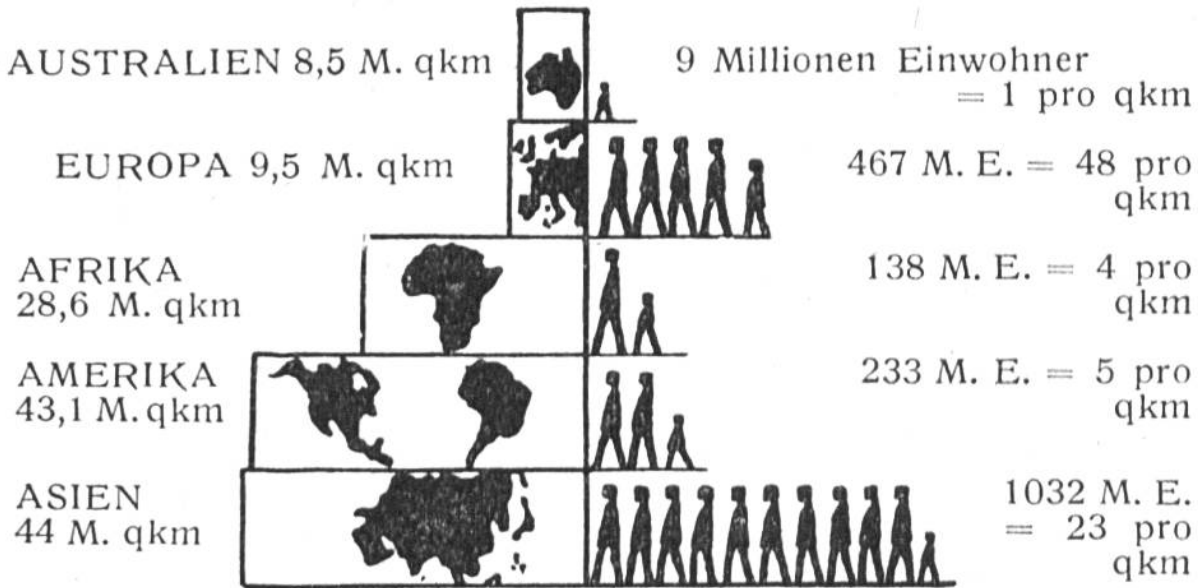 AUSTRALIEN 8,5 M. qkm
9 Millionen Einwohner
= 1 pro qkm
EUROPA 9,5 M. qkm
467 M. E. = 48 pro
qkm
AFRIKA
28,6 M. qkm
138 M. E. = 4 pro
qkm
AMERIKA
43,1 M. qkm
233 M. E. = 5 pro
qkm
ASIEN
44 M. qkm
1032 M. E.
= 23 pro
qkm